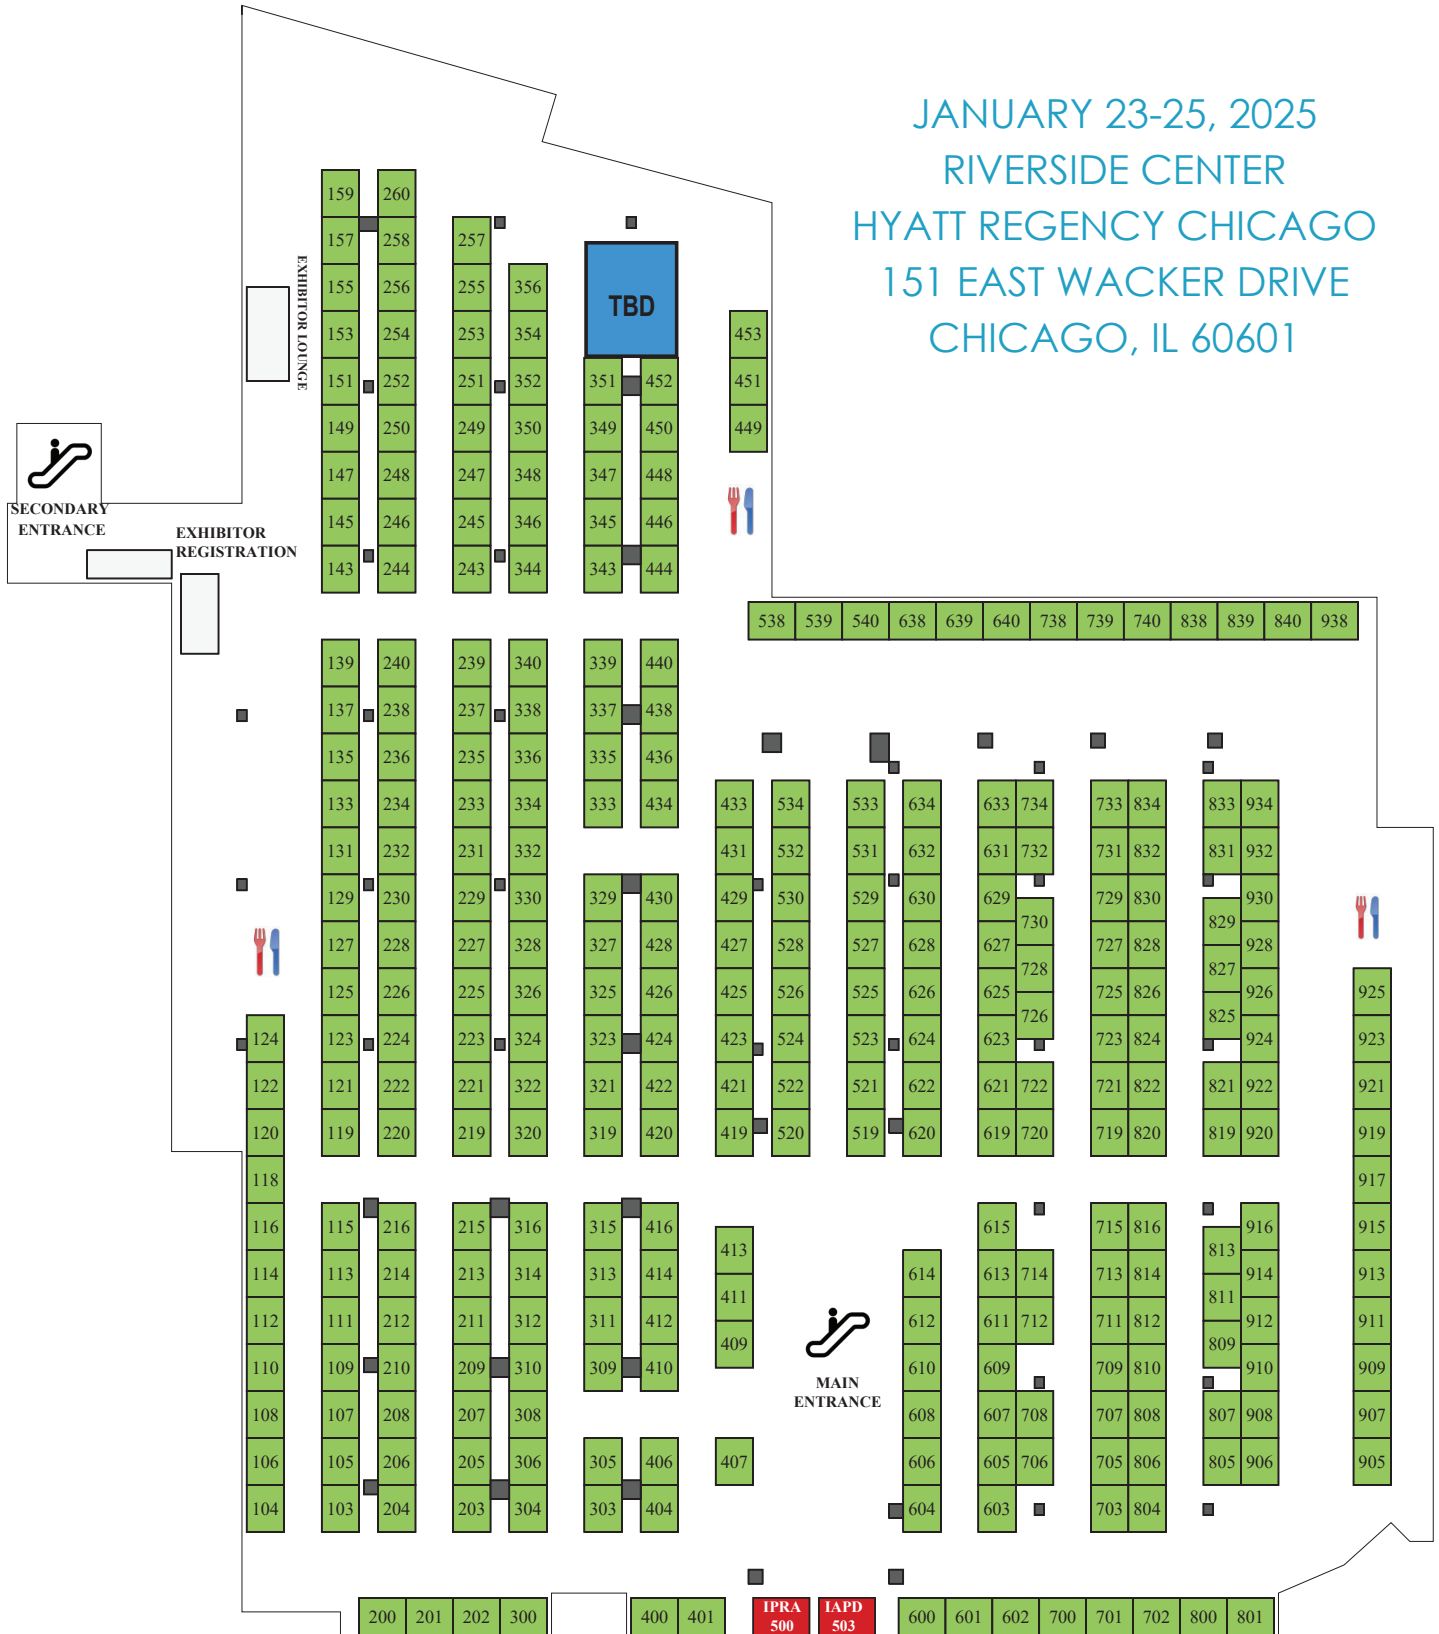 JANUARY 23-25, 2025
RIVERSIDE CENTER
HYATT REGENCY CHICAGO
151 EAST WACKER DRIVE
CHICAGO, IL 60601
159 260
157 258 257
155 256 255 356
EXHIBITOR LOUNGE
TBD
153 254 253 354 453
151 252 251 352 351 452 451
149 250 249 350 349 450 449
147 248 247 348 347 448
145 246 245 346 345 446
143 244 243 344 343 444
SECONDARY
ENTRANCE
EXHIBITOR
REGISTRATION
538 539 540 638 639 640 738 739 740 838 839 840 938
139 240 239 340 339 440
137 238 237 338 337 438
135 236 235 336 335 436
133 234 233 334 333 434 433 534 533 634 633 734 733 834 833 934
131 232 231 332 431 532 531 632 631 732 731 832 831 932
129 230 229 330 329 430 429 530 529 630 629 729 830 930
730 829
127 228 227 328 327 428 427 528 527 628 627 727 828 928
728 827
125 226 225 326 325 426 425 526 525 626 625 725 826 926 925
726 825
124 123 224 223 324 323 424 423 524 523 624 623 723 824 924 923
122 121 222 221 322 321 422 421 522 521 622 621 722 721 822 821 922 921
120 119 220 219 320 319 420 419 520 519 620 619 720 719 820 819 920 919
118 917
116 115 216 215 316 315 416 615 715 816 916 915
413 813
114 113 214 213 314 313 414 614 613 714 713 814 914 913
411 811
112 111 212 211 312 311 412 612 611 712 711 812 912 911
409 809
110 109 210 209 310 309 410 610 609 709 810 910 909
MAIN
ENTRANCE
108 107 208 207 308 608 607 708 707 808 807 908 907
106 105 206 205 306 305 406 407 606 605 706 705 806 805 906 905
104 103 204 203 304 303 404 604 603 703 804
200 201 202 300 400 401
IPRA
500
IAPD
503
600 601 602 700 701 702 800 801